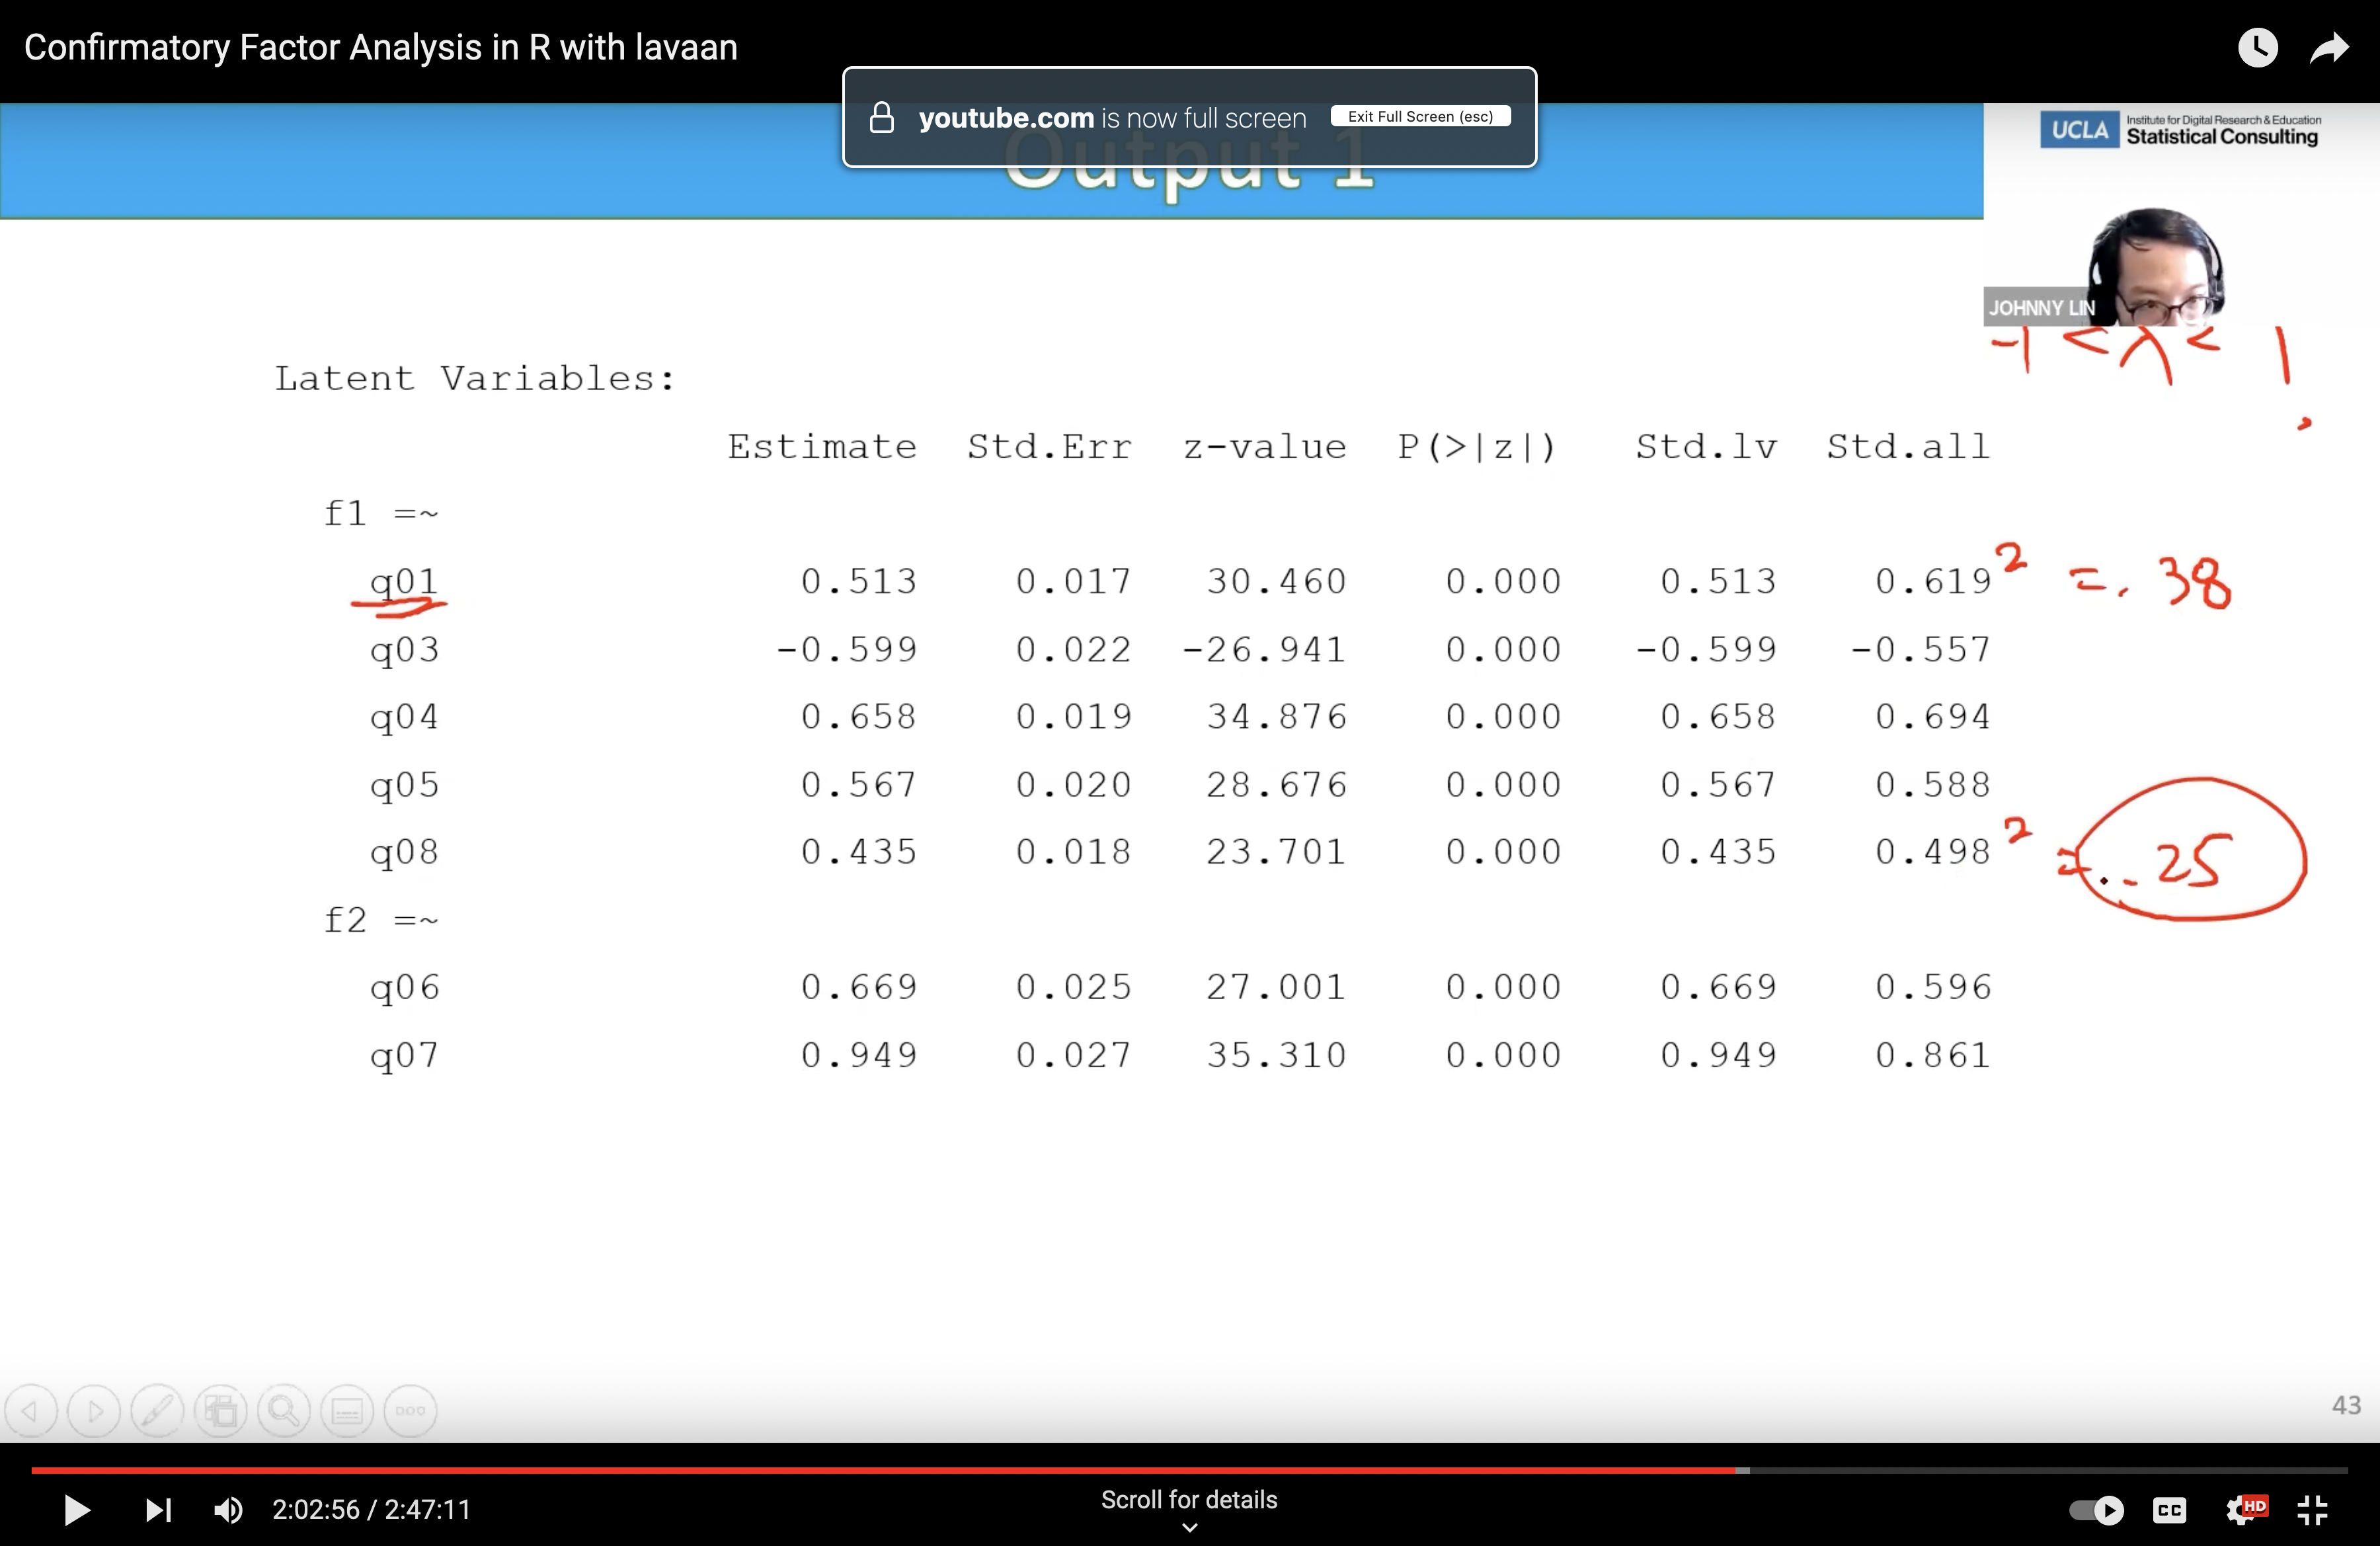 Confirmatory Factor Analysis in R with lavaan
youtube.com is now full screen Exit Full Screen (esc)
Output 1
UCLA Institute for Digital Research & Education
Statistical Consulting
JOHNNY LIN
-1 < λ < 1
Latent Variables:
Estimate Std.Err z-value P(>|z|) Std.lv Std.all
f1 =~
q01 0.513 0.017 30.460 0.000 0.513 0.619 2 = .38
q03 -0.599 0.022 -26.941 0.000 -0.599 -0.557
q04 0.658 0.019 34.876 0.000 0.658 0.694
q05 0.567 0.020 28.676 0.000 0.567 0.588
q08 0.435 0.018 23.701 0.000 0.435 0.498 2 = .25
f2 =~
q06 0.669 0.025 27.001 0.000 0.669 0.596
q07 0.949 0.027 35.310 0.000 0.949 0.861
43
2:02:56 / 2:47:11
Scroll for details
CC
HD